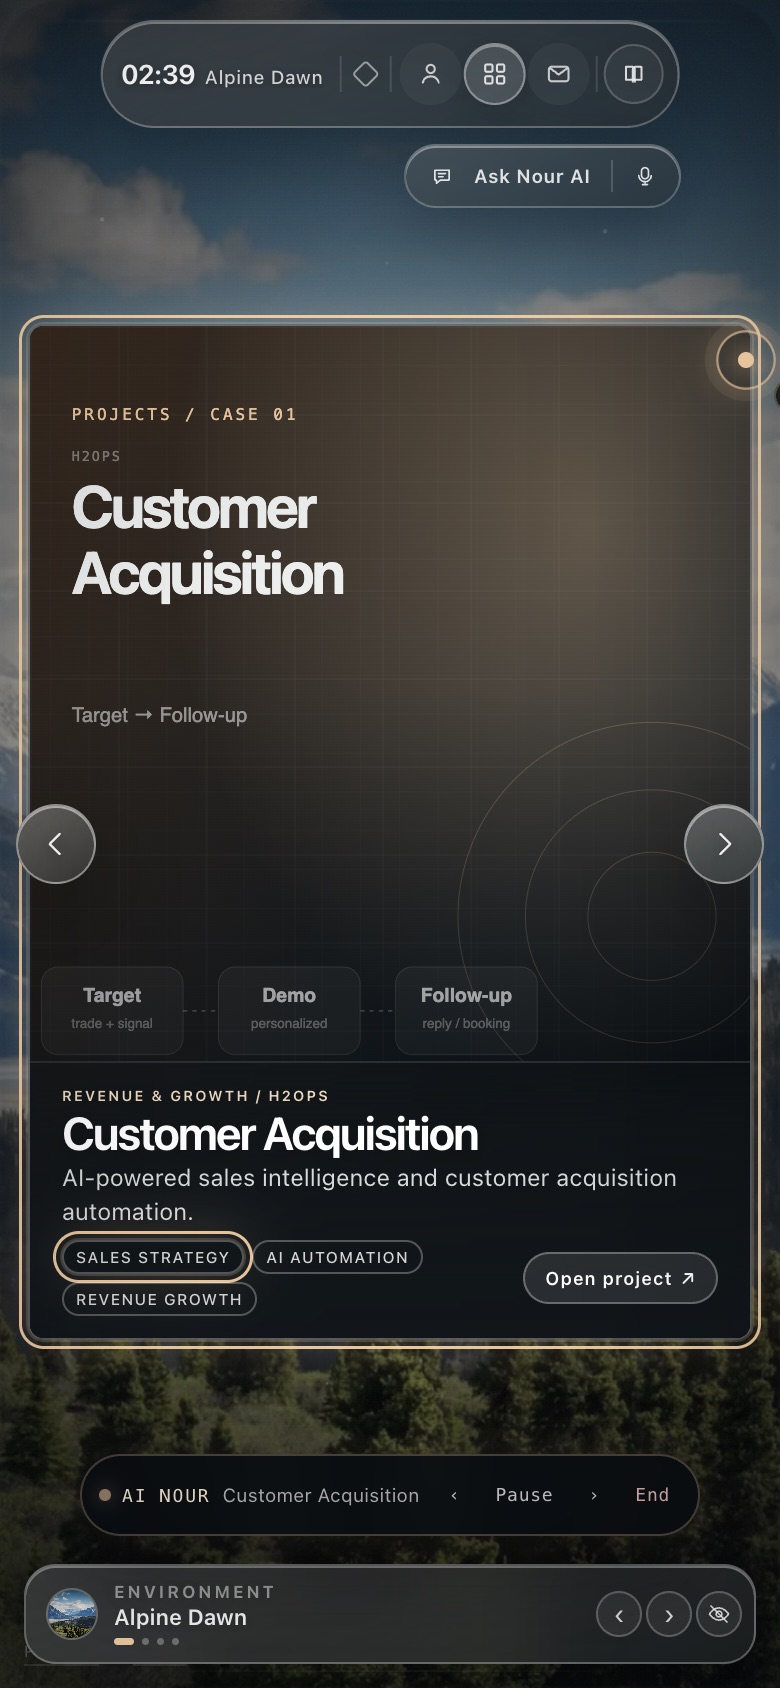 02:39 Alpine Dawn
Ask Nour AI
PROJECTS / CASE 01
H2OPS
Customer
Acquisition
Target → Follow-up
Target Demo Follow-up
trade + signal personalized reply / booking
REVENUE & GROWTH / H2OPS
Customer Acquisition
AI-powered sales intelligence and customer acquisition
automation.
SALES STRATEGY AI AUTOMATION
REVENUE GROWTH
Open project ↗
AI NOUR Customer Acquisition ‹ Pause › End
ENVIRONMENT
Alpine Dawn